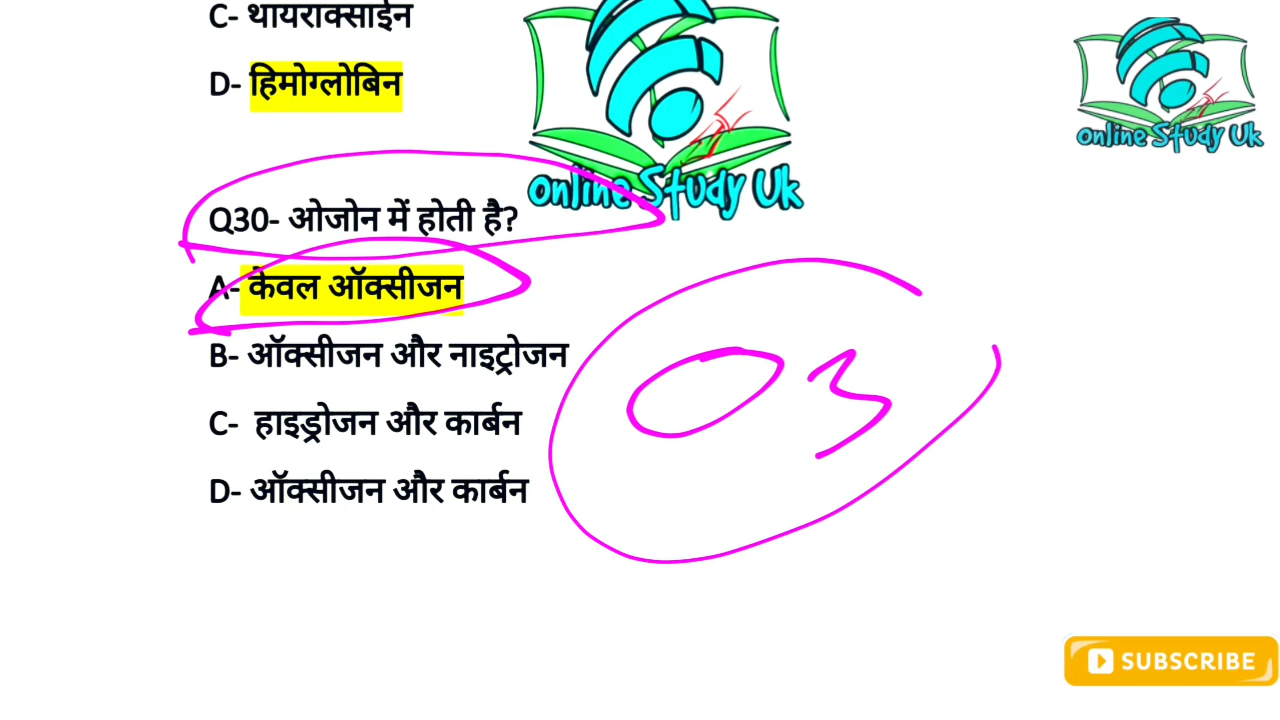 C- थायराक्साईन
D- हिमोग्लोबिन
online Study Uk
online Study Uk
Q30- ओजोन में होती है?
A- केवल ऑक्सीजन
B- ऑक्सीजन और नाइट्रोजन
O3
C- हाइड्रोजन और कार्बन
D- ऑक्सीजन और कार्बन
SUBSCRIBE